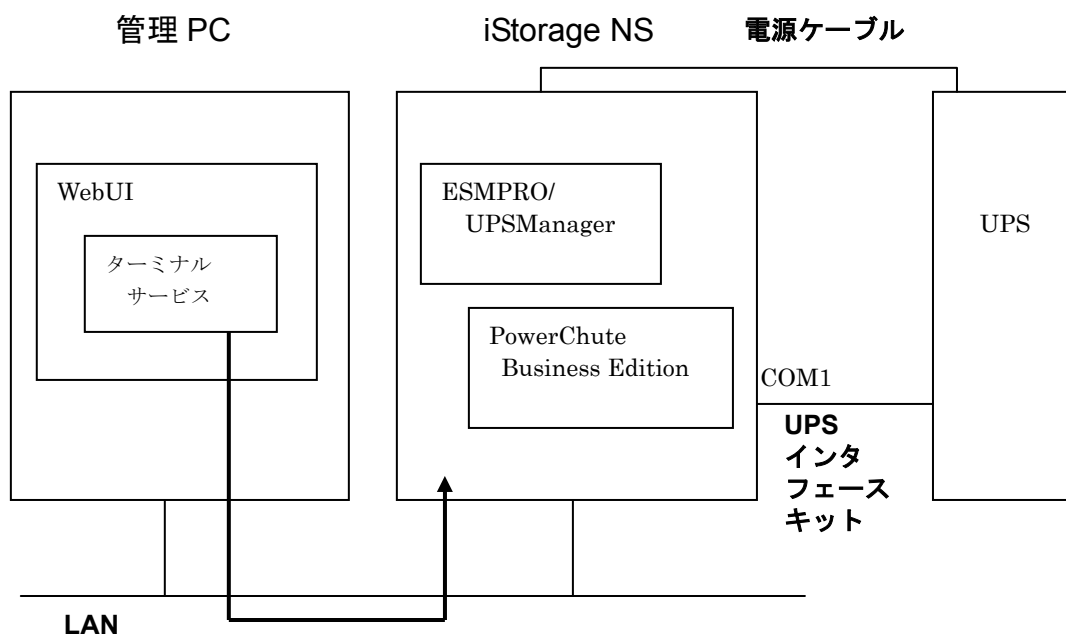 管理 PC
iStorage NS
電源ケーブル
WebUI
ターミナル
サービス
ESMPRO/
UPSManager
PowerChute
Business Edition
UPS
COM1
UPS
インタ
フェース
キット
LAN